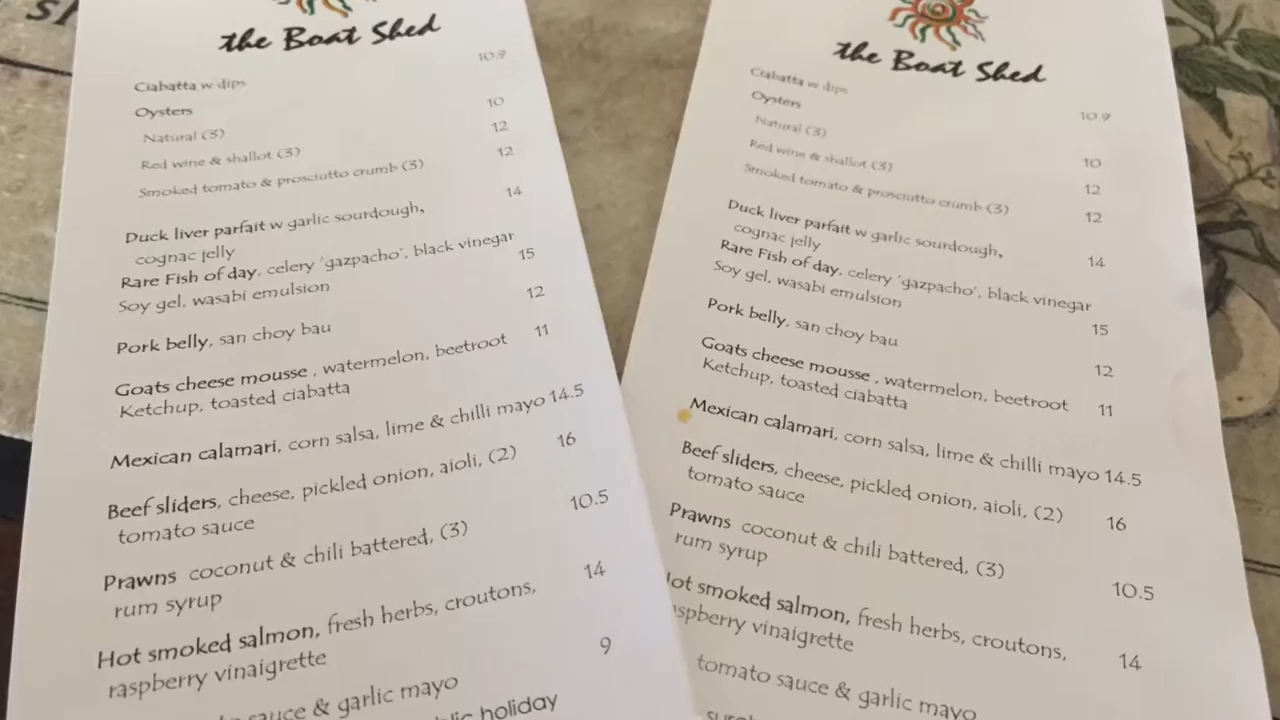 the Boat Shed
Ciabatta w dips 10.9
Oysters
Natural (3) 10
Red wine & shallot (3) 12
Smoked tomato & prosciutto crumb (3) 12
Duck liver parfait w garlic sourdough, 14
cognac jelly
Rare Fish of day, celery 'gazpacho', black vinegar
Soy gel, wasabi emulsion 15
Pork belly, san choy bau 12
Goats cheese mousse , watermelon, beetroot 11
Ketchup, toasted ciabatta
Mexican calamari, corn salsa, lime & chilli mayo 14.5
Beef sliders, cheese, pickled onion, aioli, (2) 16
tomato sauce
Prawns coconut & chili battered, (3) 10.5
rum syrup
Hot smoked salmon, fresh herbs, croutons, 14
raspberry vinaigrette
sauce & garlic mayo 9
holiday
the Boat Shed
Ciabatta w dips 10.9
Oysters
Natural (3) 10
Red wine & shallot (3) 12
Smoked tomato & prosciutto crumb (3) 12
Duck liver parfait w garlic sourdough, 14
cognac jelly
Rare Fish of day, celery 'gazpacho', black vinegar
Soy gel, wasabi emulsion 15
Pork belly, san choy bau 12
Goats cheese mousse , watermelon, beetroot 11
Ketchup, toasted ciabatta
Mexican calamari, corn salsa, lime & chilli mayo 14.5
Beef sliders, cheese, pickled onion, aioli, (2) 16
tomato sauce
Prawns coconut & chili battered, (3) 10.5
rum syrup
ot smoked salmon, fresh herbs, croutons, 14
spberry vinaigrette
tomato sauce & garlic mayo